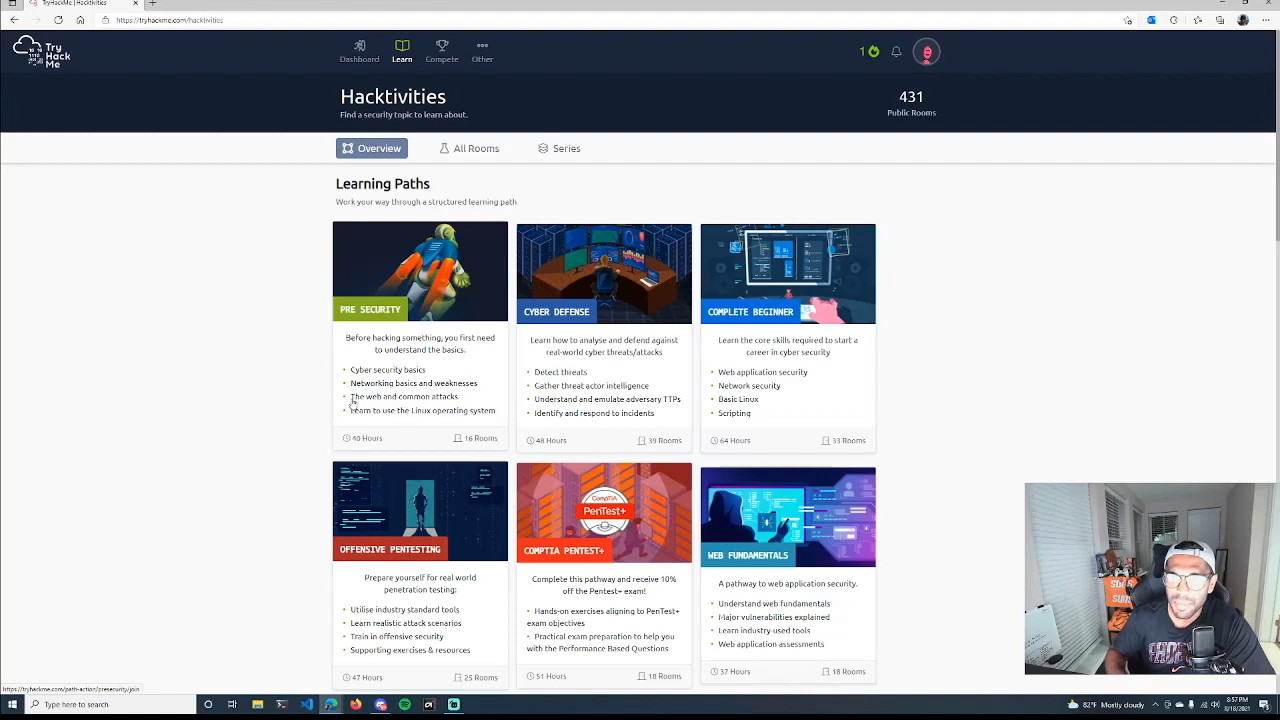 TryHackMe | Hacktivities
https://tryhackme.com/hacktivities
Try
Hack
Me
Dashboard
Learn
Compete
Other
1
Hacktivities
Find a security topic to learn about.
431
Public Rooms
Overview
All Rooms
Series
Learning Paths
Work your way through a structured learning path
PRE SECURITY
Before hacking something, you first need
to understand the basics.
Cyber security basics
Networking basics and weaknesses
The web and common attacks
Learn to use the Linux operating system
40 Hours
16 Rooms
CYBER DEFENSE
Learn how to analyse and defend against
real-world cyber threats/attacks
Detect threats
Gather threat actor intelligence
Understand and emulate adversary TTPs
Identify and respond to incidents
48 Hours
39 Rooms
COMPLETE BEGINNER
Learn the core skills required to start a
career in cyber security
Web application security
Network security
Basic Linux
Scripting
64 Hours
33 Rooms
OFFENSIVE PENTESTING
Prepare yourself for real world
penetration testing:
Utilise industry standard tools
Learn realistic attack scenarios
Train in offensive security
Supporting exercises & resources
47 Hours
25 Rooms
CompTIA
PenTest+
COMPTIA PENTEST+
Complete this pathway and receive 10%
off the Pentest+ exam!
Hands-on exercises aligning to PenTest+
exam objectives
Practical exam preparation to help you
with the Performance Based Questions
51 Hours
18 Rooms
WEB FUNDAMENTALS
A pathway to web application security.
Understand web fundamentals
Major vulnerabilities explained
Learn industry-used tools
Web application assessments
37 Hours
18 Rooms
https://tryhackme.com/path-action/presecurity/join
Type here to search
82°F Mostly cloudy
8:57 PM
8/18/2021